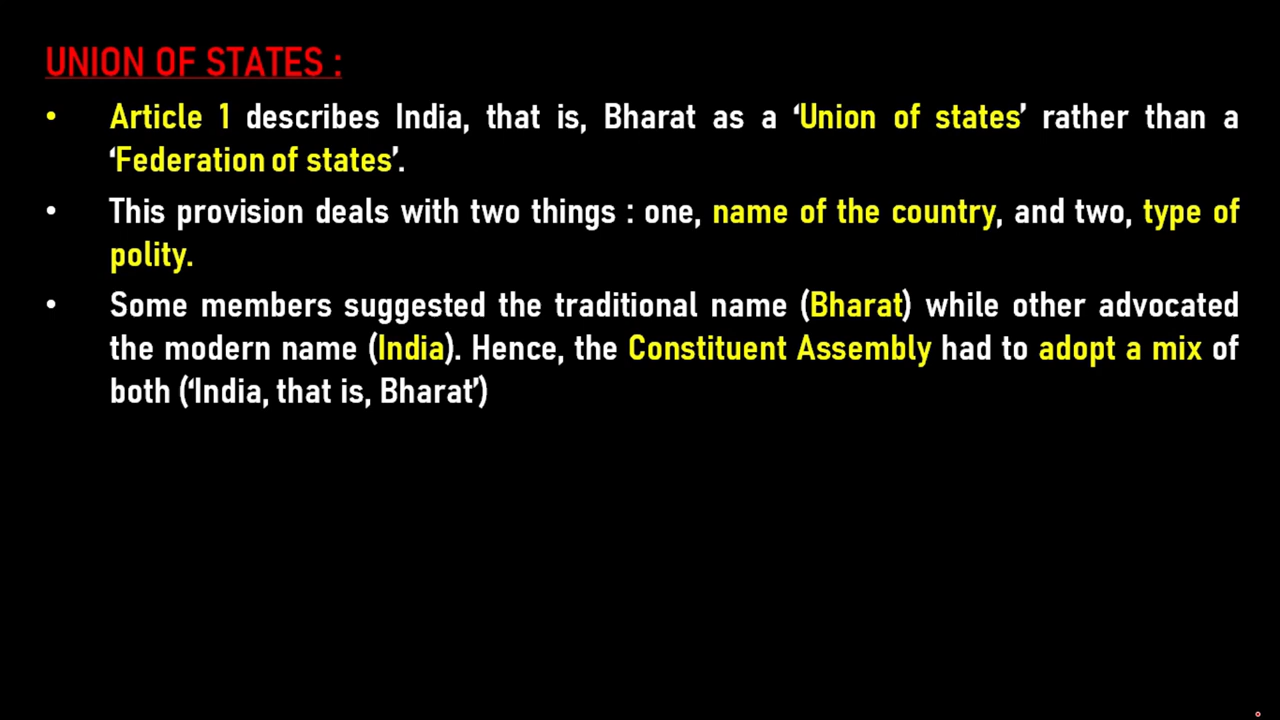 UNION OF STATES :
• Article 1 describes India, that is, Bharat as a ‘Union of states’ rather than a
‘Federation of states’.
• This provision deals with two things : one, name of the country, and two, type of
polity.
• Some members suggested the traditional name (Bharat) while other advocated
the modern name (India). Hence, the Constituent Assembly had to adopt a mix of
both (‘India, that is, Bharat’)